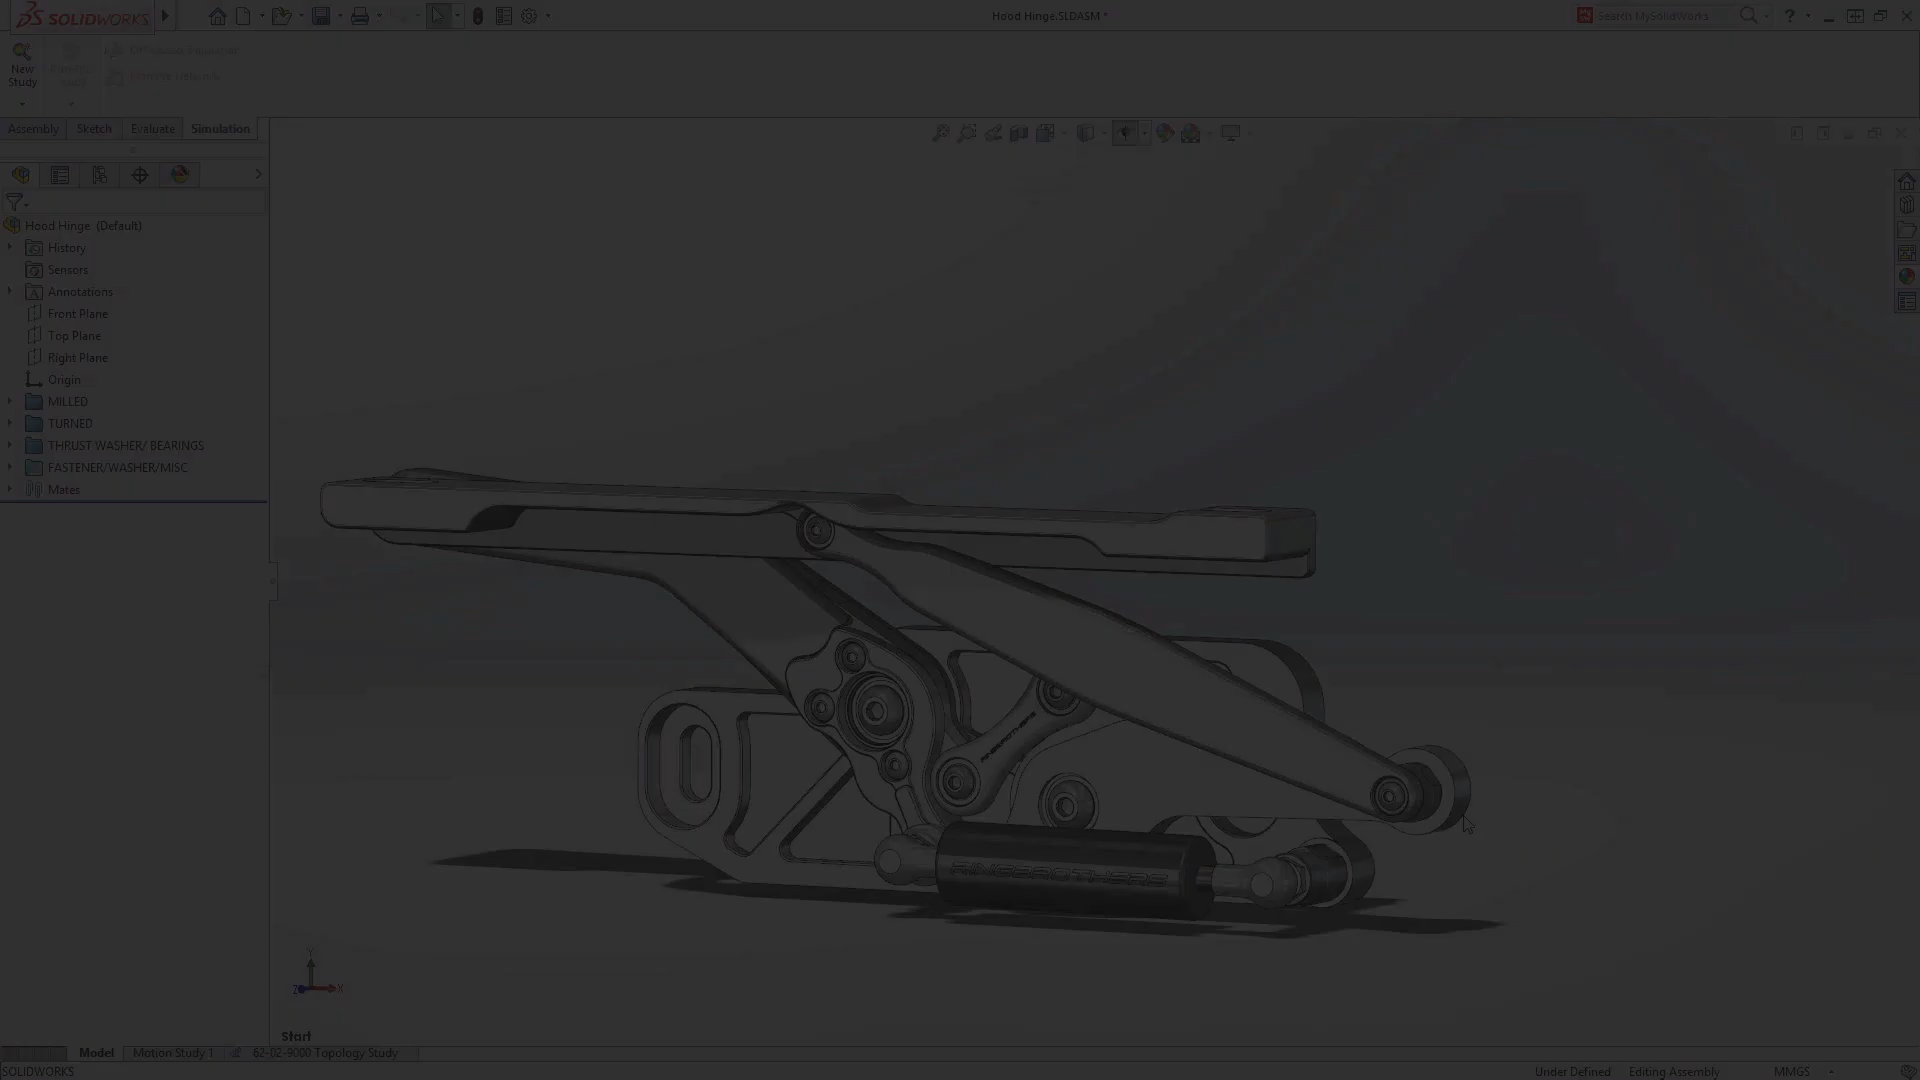 SOLIDWORKS
Hood Hinge.SLDASM *
Search MySolidWorks
New
Study
Assembly
Sketch
Evaluate
Simulation
Hood Hinge (Default)
History
Sensors
Annotations
Front Plane
Top Plane
Right Plane
Origin
MILLED
TURNED
THRUST WASHER/ BEARINGS
FASTENER/WASHER/MISC
Mates
RINGBROTHERS
RINGBROTHERS
Y
Z
X
Start
Model
Motion Study 1
62-02-9000 Topology Study
SOLIDWORKS
Under Defined
Editing Assembly
MMGS